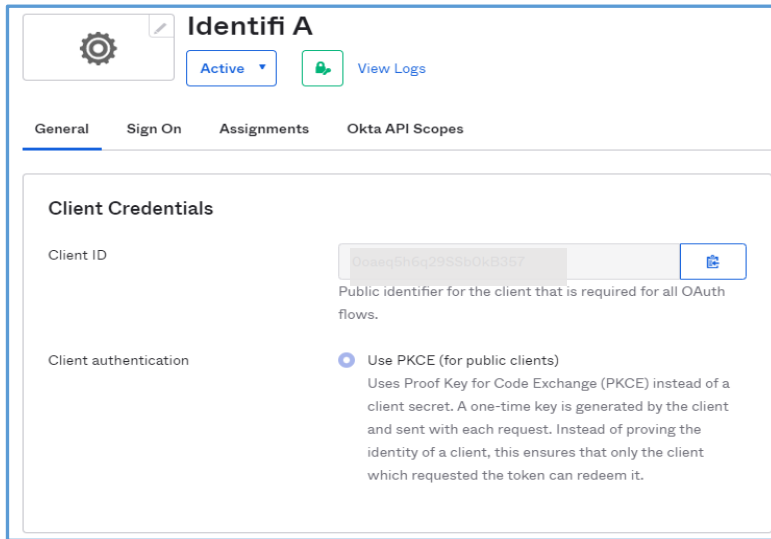 Identifi A
Active
View Logs
General Sign On Assignments Okta API Scopes
Client Credentials
Client ID
Public identifier for the client that is required for all OAuth
flows.
Client authentication
Use PKCE (for public clients)
Uses Proof Key for Code Exchange (PKCE) instead of a
client secret. A one-time key is generated by the client
and sent with each request. Instead of proving the
identity of a client, this ensures that only the client
which requested the token can redeem it.